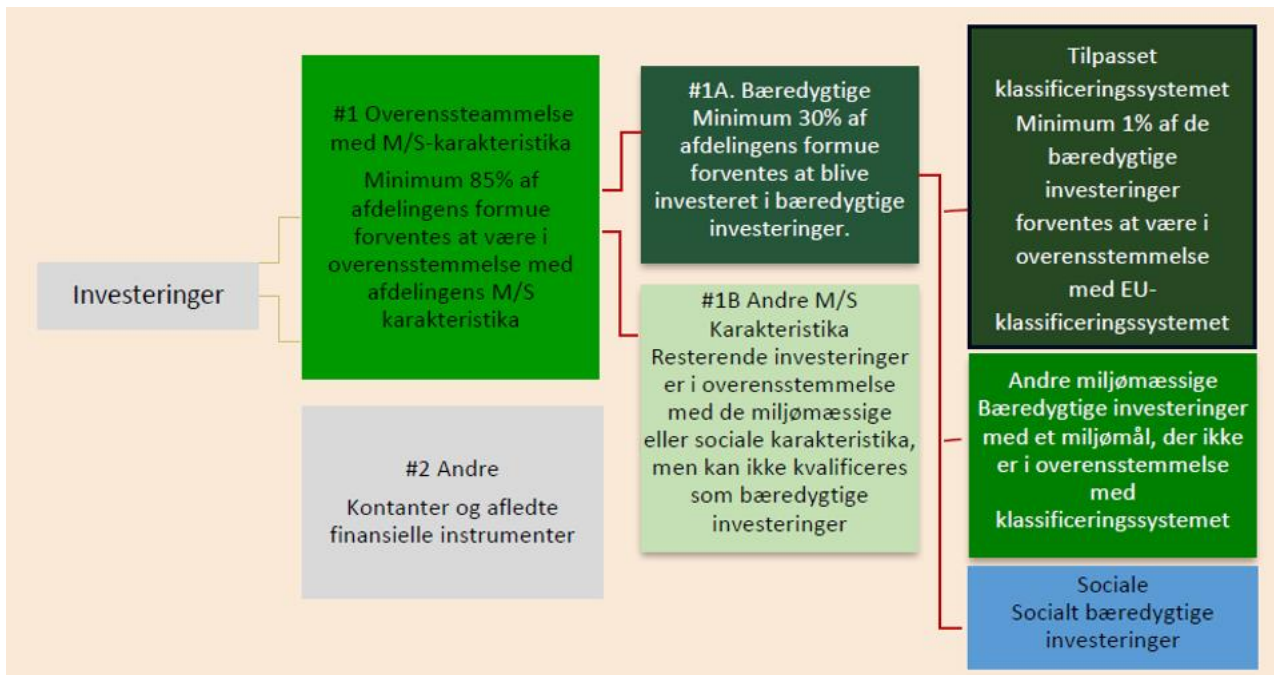 Investeringer
#1 Overenssteammelse
med M/S-karakteristika
Minimum 85% af
afdelingens formue
forventes at være i
overensstemmelse med
afdelingens M/S
karakteristika
#2 Andre
Kontanter og afledte
finansielle instrumenter
#1A. Bæredygtige
Minimum 30% af
afdelingens formue
forventes at blive
investeret i bæredygtige
investeringer.
#1B Andre M/S
Karakteristika
Resterende investeringer
er i overensstemmelse
med de miljømæssige
eller sociale karakteristika,
men kan ikke kvalificeres
som bæredygtige
investeringer
Tilpasset
klassificeringssystemet
Minimum 1% af de
bæredygtige
investeringer
forventes at være i
overensstemmelse
med EU-
klassificeringssystemet
Andre miljømæssige
Bæredygtige investeringer
med et miljømål, der ikke
er i overensstemmelse
med
klassificeringssystemet
Sociale
Socialt bæredygtige
investeringer